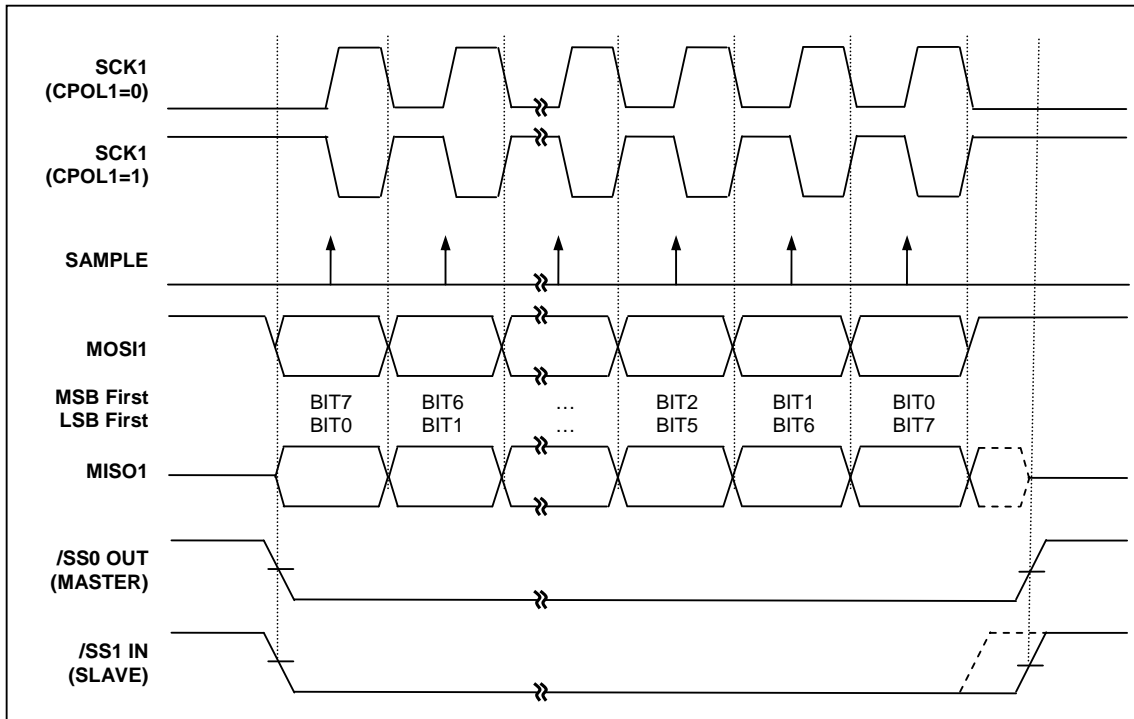 SCK1
(CPOL1=0)
SCK1
(CPOL1=1)
SAMPLE
MOSI1
MSB First BIT7 BIT6 … BIT2 BIT1 BIT0
LSB First BIT0 BIT1 … BIT5 BIT6 BIT7
MISO1
/SS0 OUT
(MASTER)
/SS1 IN
(SLAVE)